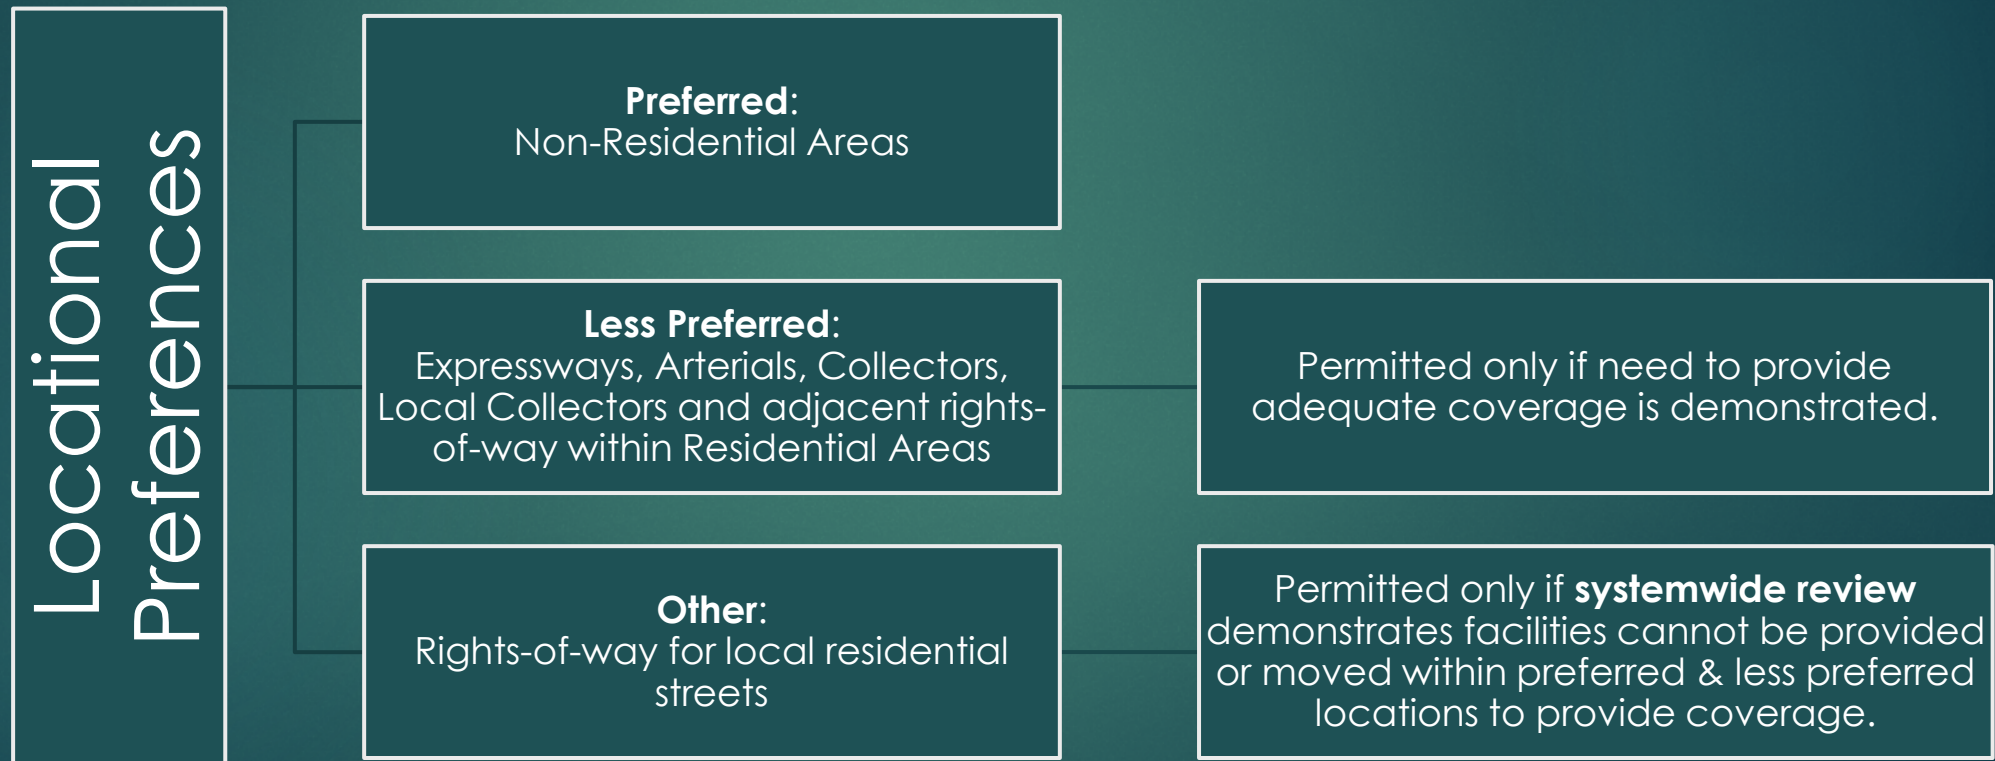 Locational
Preferences
Preferred:
Non-Residential Areas
Less Preferred:
Expressways, Arterials, Collectors,
Local Collectors and adjacent rights-
of-way within Residential Areas
Permitted only if need to provide
adequate coverage is demonstrated.
Other:
Rights-of-way for local residential
streets
Permitted only if systemwide review
demonstrates facilities cannot be provided
or moved within preferred & less preferred
locations to provide coverage.